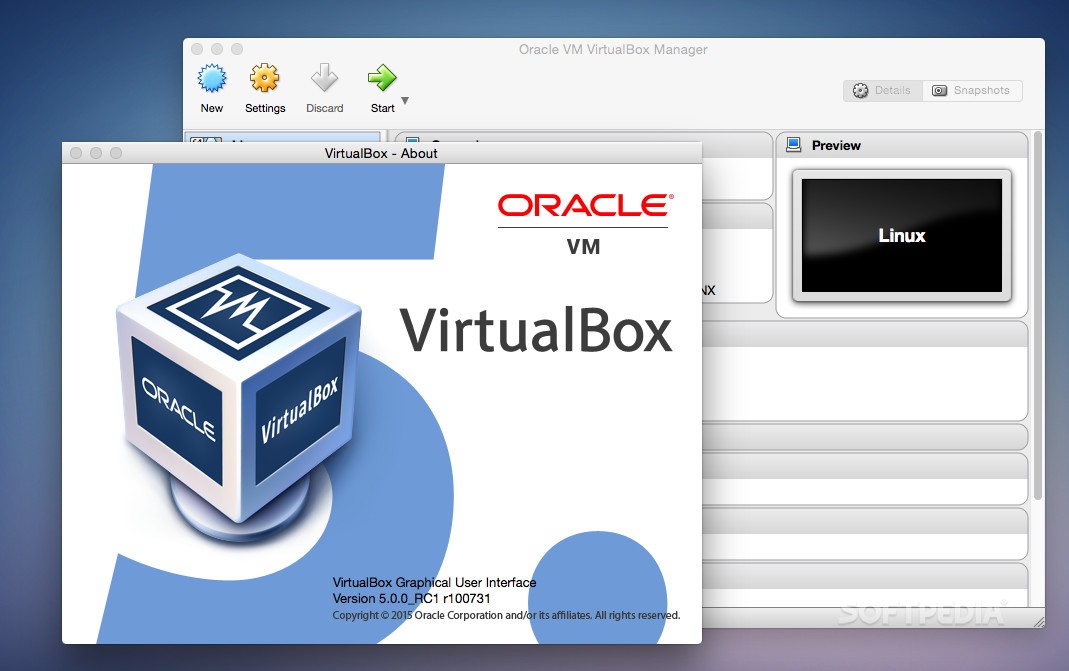 Oracle VM VirtualBox Manager
New
Settings
Discard
Start
Details
Snapshots
Preview
Linux
NX
VirtualBox - About
ORACLE®
VM
VirtualBox
ORACLE
VirtualBox
5.
VirtualBox Graphical User Interface
Version 5.0.0_RC1 r100731
Copyright © 2015 Oracle Corporation and/or its affiliates. All rights reserved.
SOFTPEDIA®